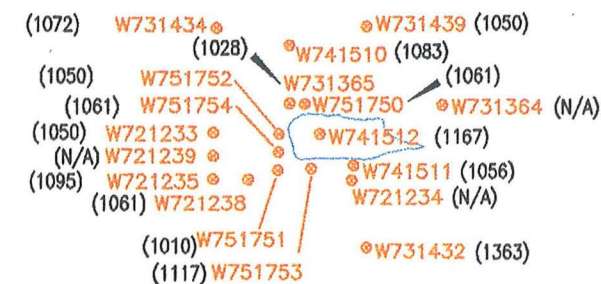 (1072) W731434 W731439 (1050)
(1028) W741510 (1083)
(1050) W751752 W731365 (1061)
(1061) W751754 W751750 W731364 (N/A)
(1050) W721233 W741512 (1167)
(N/A) W721239
(1095) W721235 W741511 (1056)
(1061) W721238 W721234 (N/A)
(1010) W751751 W731432 (1363)
(1117) W751753